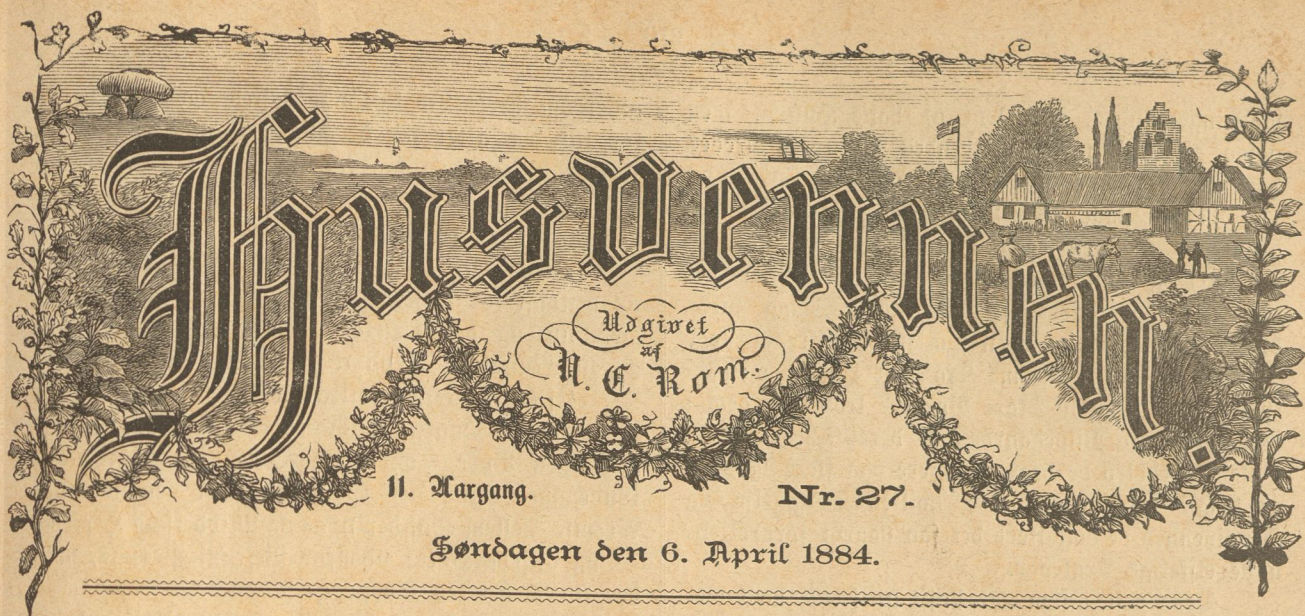 Husvennen.
Udgivet
af
N. C. Rom.
11. Aargang.
Nr. 27.
Søndagen den 6. April 1884.